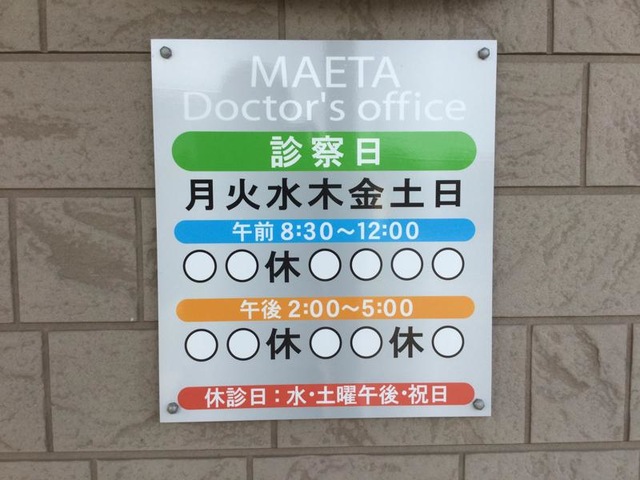 MAETA
Doctor's office
診察日
月火水木金土日
午前 8:30～12:00
○○休○○○○
午後 2:00～5:00
○○休○○休○
休診日：水・土曜午後・祝日